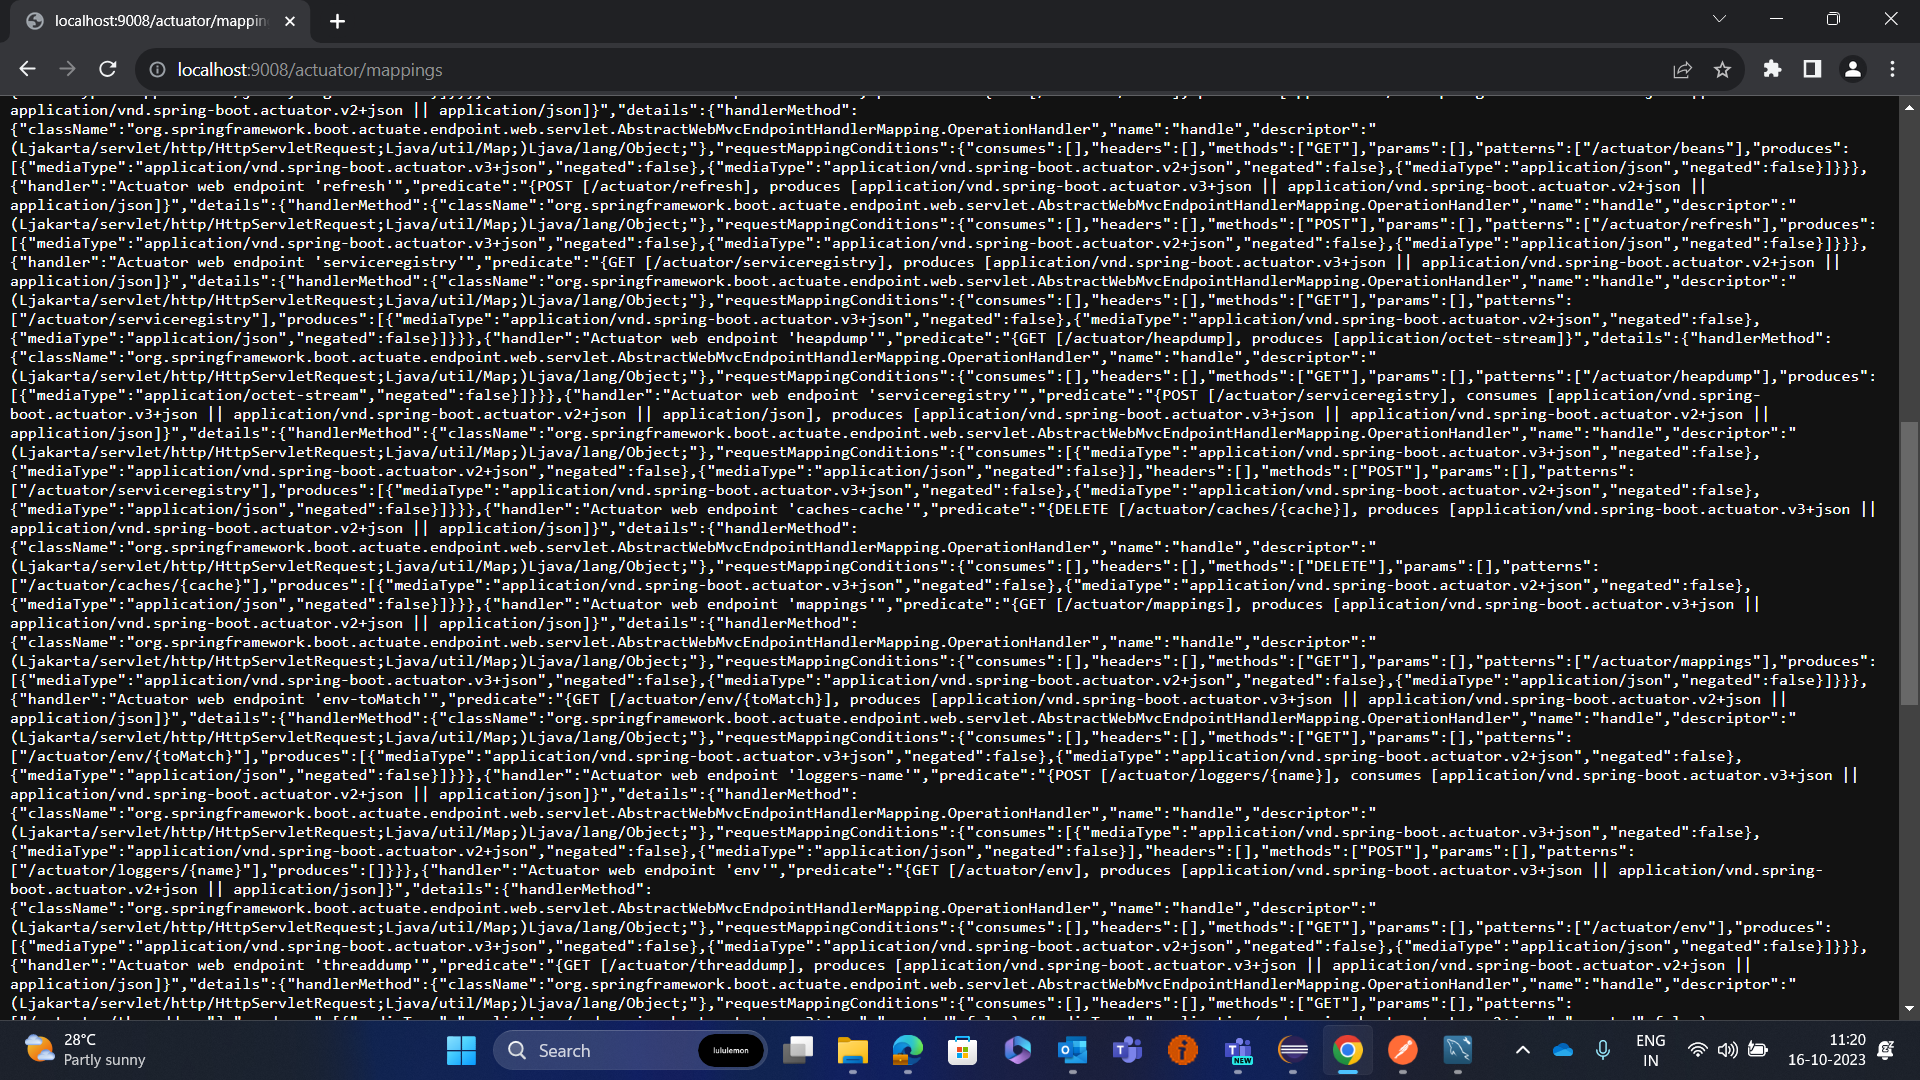 localhost:9008/actuator/mappin
localhost:9008/actuator/mappings
application/vnd.spring-boot.actuator.v2+json || application/json]}","details":{"handlerMethod":
{"className":"org.springframework.boot.actuate.endpoint.web.servlet.AbstractWebMvcEndpointHandlerMapping.OperationHandler","name":"handle","descriptor":"
(Ljakarta/servlet/http/HttpServletRequest;Ljava/util/Map;)Ljava/lang/Object;"},"requestMappingConditions":{"consumes":[],"headers":[],"methods":["GET"],"params":[],"patterns":["/actuator/beans"],"produces":
[{"mediaType":"application/vnd.spring-boot.actuator.v3+json","negated":false},{"mediaType":"application/vnd.spring-boot.actuator.v2+json","negated":false},{"mediaType":"application/json","negated":false}]}}},
{"handler":"Actuator web endpoint 'refresh'","predicate":"{POST [/actuator/refresh], produces [application/vnd.spring-boot.actuator.v3+json || application/vnd.spring-boot.actuator.v2+json ||
application/json]}","details":{"handlerMethod":{"className":"org.springframework.boot.actuate.endpoint.web.servlet.AbstractWebMvcEndpointHandlerMapping.OperationHandler","name":"handle","descriptor":"
(Ljakarta/servlet/http/HttpServletRequest;Ljava/util/Map;)Ljava/lang/Object;"},"requestMappingConditions":{"consumes":[],"headers":[],"methods":["POST"],"params":[],"patterns":["/actuator/refresh"],"produces":
[{"mediaType":"application/vnd.spring-boot.actuator.v3+json","negated":false},{"mediaType":"application/vnd.spring-boot.actuator.v2+json","negated":false},{"mediaType":"application/json","negated":false}]}}},
{"handler":"Actuator web endpoint 'serviceregistry'","predicate":"{GET [/actuator/serviceregistry], produces [application/vnd.spring-boot.actuator.v3+json || application/vnd.spring-boot.actuator.v2+json ||
application/json]}","details":{"handlerMethod":{"className":"org.springframework.boot.actuate.endpoint.web.servlet.AbstractWebMvcEndpointHandlerMapping.OperationHandler","name":"handle","descriptor":"
(Ljakarta/servlet/http/HttpServletRequest;Ljava/util/Map;)Ljava/lang/Object;"},"requestMappingConditions":{"consumes":[],"headers":[],"methods":["GET"],"params":[],"patterns":
["/actuator/serviceregistry"],"produces":[{"mediaType":"application/vnd.spring-boot.actuator.v3+json","negated":false},{"mediaType":"application/vnd.spring-boot.actuator.v2+json","negated":false},
{"mediaType":"application/json","negated":false}]}}},{"handler":"Actuator web endpoint 'heapdump'","predicate":"{GET [/actuator/heapdump], produces [application/octet-stream]}","details":{"handlerMethod":
{"className":"org.springframework.boot.actuate.endpoint.web.servlet.AbstractWebMvcEndpointHandlerMapping.OperationHandler","name":"handle","descriptor":"
(Ljakarta/servlet/http/HttpServletRequest;Ljava/util/Map;)Ljava/lang/Object;"},"requestMappingConditions":{"consumes":[],"headers":[],"methods":["GET"],"params":[],"patterns":["/actuator/heapdump"],"produces":
[{"mediaType":"application/octet-stream","negated":false}]}}},{"handler":"Actuator web endpoint 'serviceregistry'","predicate":"{POST [/actuator/serviceregistry], consumes [application/vnd.spring-
boot.actuator.v3+json || application/vnd.spring-boot.actuator.v2+json || application/json], produces [application/vnd.spring-boot.actuator.v3+json || application/vnd.spring-boot.actuator.v2+json ||
application/json]}","details":{"handlerMethod":{"className":"org.springframework.boot.actuate.endpoint.web.servlet.AbstractWebMvcEndpointHandlerMapping.OperationHandler","name":"handle","descriptor":"
(Ljakarta/servlet/http/HttpServletRequest;Ljava/util/Map;)Ljava/lang/Object;"},"requestMappingConditions":{"consumes":[{"mediaType":"application/vnd.spring-boot.actuator.v3+json","negated":false},
{"mediaType":"application/vnd.spring-boot.actuator.v2+json","negated":false},{"mediaType":"application/json","negated":false}],"headers":[],"methods":["POST"],"params":[],"patterns":
["/actuator/serviceregistry"],"produces":[{"mediaType":"application/vnd.spring-boot.actuator.v3+json","negated":false},{"mediaType":"application/vnd.spring-boot.actuator.v2+json","negated":false},
{"mediaType":"application/json","negated":false}]}}},{"handler":"Actuator web endpoint 'caches-cache'","predicate":"{DELETE [/actuator/caches/{cache}], produces [application/vnd.spring-boot.actuator.v3+json ||
application/vnd.spring-boot.actuator.v2+json || application/json]}","details":{"handlerMethod":
{"className":"org.springframework.boot.actuate.endpoint.web.servlet.AbstractWebMvcEndpointHandlerMapping.OperationHandler","name":"handle","descriptor":"
(Ljakarta/servlet/http/HttpServletRequest;Ljava/util/Map;)Ljava/lang/Object;"},"requestMappingConditions":{"consumes":[],"headers":[],"methods":["DELETE"],"params":[],"patterns":
["/actuator/caches/{cache}"],"produces":[{"mediaType":"application/vnd.spring-boot.actuator.v3+json","negated":false},{"mediaType":"application/vnd.spring-boot.actuator.v2+json","negated":false},
{"mediaType":"application/json","negated":false}]}}},{"handler":"Actuator web endpoint 'mappings'","predicate":"{GET [/actuator/mappings], produces [application/vnd.spring-boot.actuator.v3+json ||
application/vnd.spring-boot.actuator.v2+json || application/json]}","details":{"handlerMethod":
{"className":"org.springframework.boot.actuate.endpoint.web.servlet.AbstractWebMvcEndpointHandlerMapping.OperationHandler","name":"handle","descriptor":"
(Ljakarta/servlet/http/HttpServletRequest;Ljava/util/Map;)Ljava/lang/Object;"},"requestMappingConditions":{"consumes":[],"headers":[],"methods":["GET"],"params":[],"patterns":["/actuator/mappings"],"produces":
[{"mediaType":"application/vnd.spring-boot.actuator.v3+json","negated":false},{"mediaType":"application/vnd.spring-boot.actuator.v2+json","negated":false},{"mediaType":"application/json","negated":false}]}}},
{"handler":"Actuator web endpoint 'env-toMatch'","predicate":"{GET [/actuator/env/{toMatch}], produces [application/vnd.spring-boot.actuator.v3+json || application/vnd.spring-boot.actuator.v2+json ||
application/json]}","details":{"handlerMethod":{"className":"org.springframework.boot.actuate.endpoint.web.servlet.AbstractWebMvcEndpointHandlerMapping.OperationHandler","name":"handle","descriptor":"
(Ljakarta/servlet/http/HttpServletRequest;Ljava/util/Map;)Ljava/lang/Object;"},"requestMappingConditions":{"consumes":[],"headers":[],"methods":["GET"],"params":[],"patterns":
["/actuator/env/{toMatch}"],"produces":[{"mediaType":"application/vnd.spring-boot.actuator.v3+json","negated":false},{"mediaType":"application/vnd.spring-boot.actuator.v2+json","negated":false},
{"mediaType":"application/json","negated":false}]}}},{"handler":"Actuator web endpoint 'loggers-name'","predicate":"{POST [/actuator/loggers/{name}], consumes [application/vnd.spring-boot.actuator.v3+json ||
application/vnd.spring-boot.actuator.v2+json || application/json]}","details":{"handlerMethod":
{"className":"org.springframework.boot.actuate.endpoint.web.servlet.AbstractWebMvcEndpointHandlerMapping.OperationHandler","name":"handle","descriptor":"
(Ljakarta/servlet/http/HttpServletRequest;Ljava/util/Map;)Ljava/lang/Object;"},"requestMappingConditions":{"consumes":[{"mediaType":"application/vnd.spring-boot.actuator.v3+json","negated":false},
{"mediaType":"application/vnd.spring-boot.actuator.v2+json","negated":false},{"mediaType":"application/json","negated":false}],"headers":[],"methods":["POST"],"params":[],"patterns":
["/actuator/loggers/{name}"],"produces":[]}}},{"handler":"Actuator web endpoint 'env'","predicate":"{GET [/actuator/env], produces [application/vnd.spring-boot.actuator.v3+json || application/vnd.spring-
boot.actuator.v2+json || application/json]}","details":{"handlerMethod":
{"className":"org.springframework.boot.actuate.endpoint.web.servlet.AbstractWebMvcEndpointHandlerMapping.OperationHandler","name":"handle","descriptor":"
(Ljakarta/servlet/http/HttpServletRequest;Ljava/util/Map;)Ljava/lang/Object;"},"requestMappingConditions":{"consumes":[],"headers":[],"methods":["GET"],"params":[],"patterns":["/actuator/env"],"produces":
[{"mediaType":"application/vnd.spring-boot.actuator.v3+json","negated":false},{"mediaType":"application/vnd.spring-boot.actuator.v2+json","negated":false},{"mediaType":"application/json","negated":false}]}}},
{"handler":"Actuator web endpoint 'threaddump'","predicate":"{GET [/actuator/threaddump], produces [application/vnd.spring-boot.actuator.v3+json || application/vnd.spring-boot.actuator.v2+json ||
application/json]}","details":{"handlerMethod":{"className":"org.springframework.boot.actuate.endpoint.web.servlet.AbstractWebMvcEndpointHandlerMapping.OperationHandler","name":"handle","descriptor":"
(Ljakarta/servlet/http/HttpServletRequest;Ljava/util/Map;)Ljava/lang/Object;"},"requestMappingConditions":{"consumes":[],"headers":[],"methods":["GET"],"params":[],"patterns":
28°C
Partly sunny
Search
lululemon
NEW
ENG
IN
11:20
16-10-2023